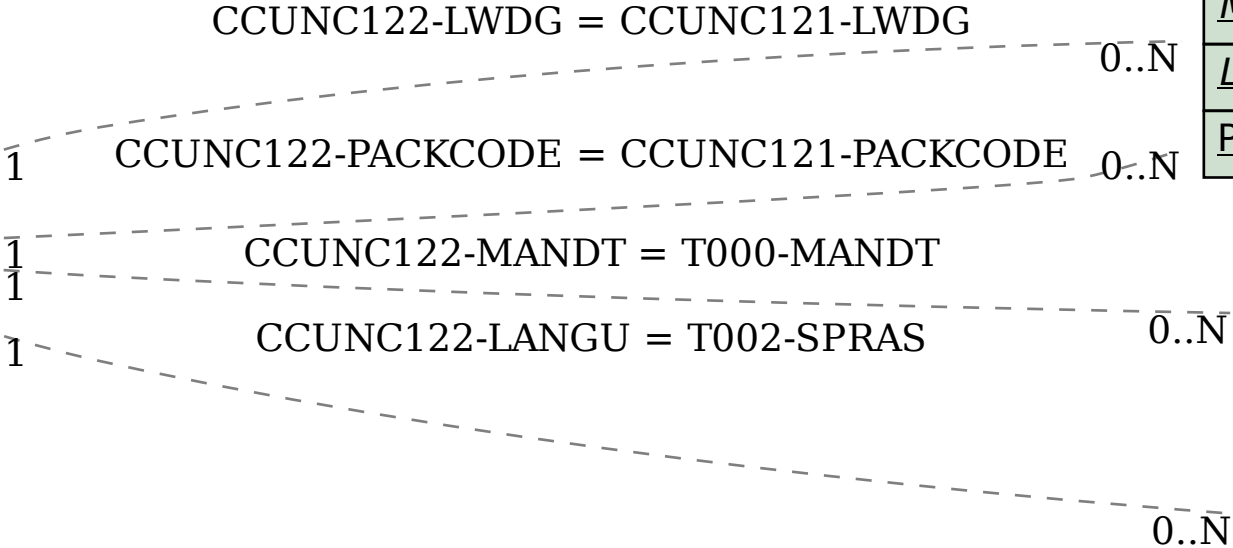 CCUNC122-LWDG = CCUNC121-LWDG
0..N
1
CCUNC122-PACKCODE = CCUNC121-PACKCODE
0..N
1
CCUNC122-MANDT = T000-MANDT
1
0..N
CCUNC122-LANGU = T002-SPRAS
1
0..N